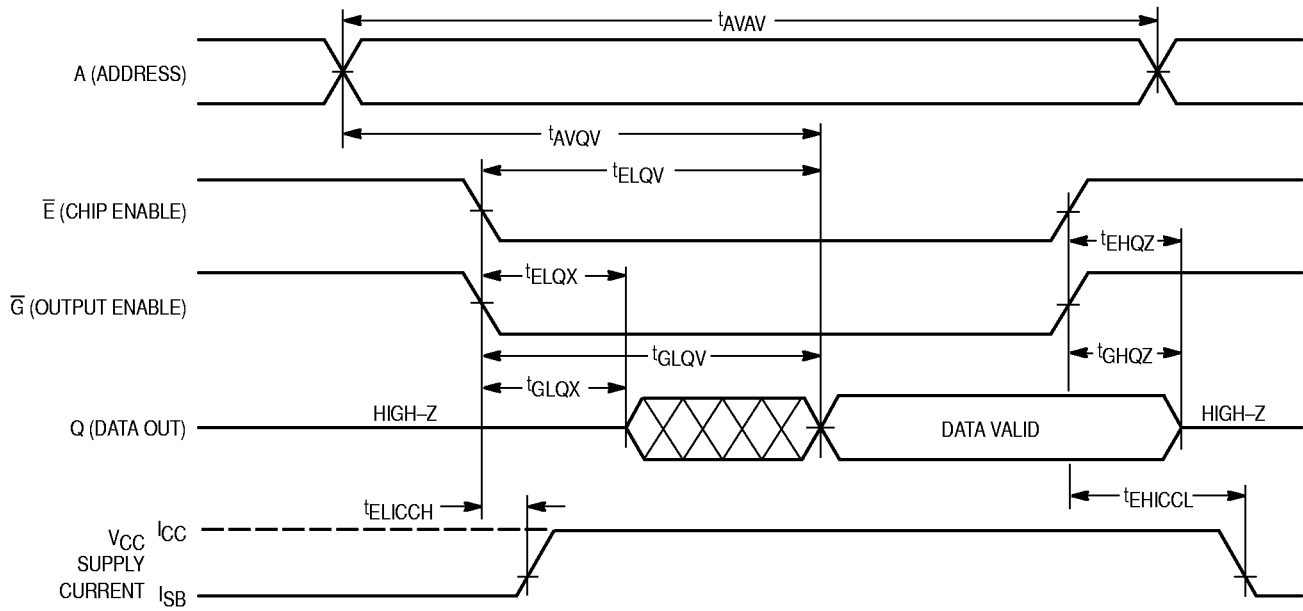 tAVAV
A (ADDRESS)
tAVQV
tELQV
E̅ (CHIP ENABLE)
tEHQZ
tELQX
G̅ (OUTPUT ENABLE)
tGLQV
tGHQZ
tGLQX
HIGH–Z
Q (DATA OUT)
DATA VALID
HIGH–Z
tELICCH
tEHICCL
VCC ICC
SUPPLY
CURRENT ISB